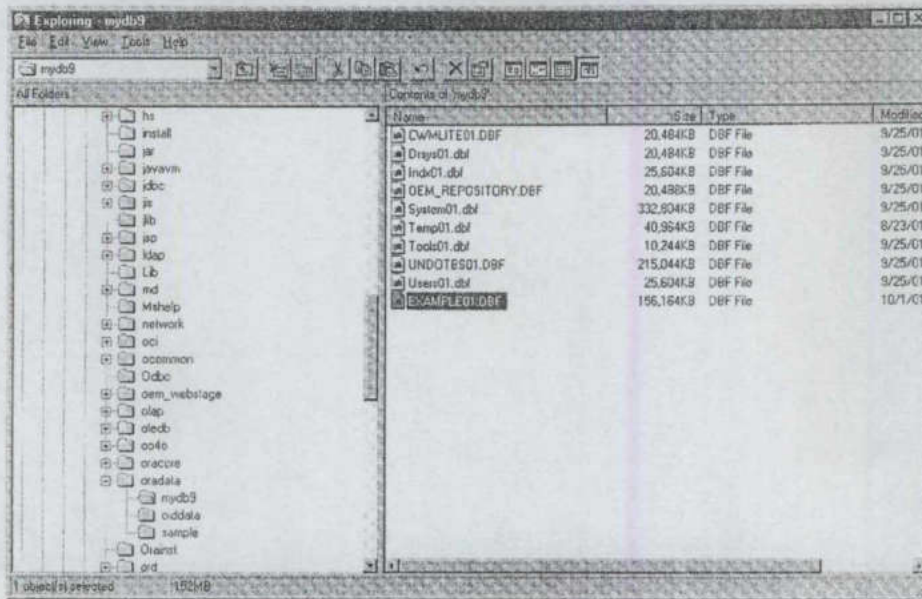 Exploring - mydb9
File Edit View Tools Help
mydb9
All Folders
Contents of 'mydb9'
hs
install
jar
javavm
jdbc
jis
jlib
jsp
ldap
Lib
md
Mshelp
network
oci
ocommon
Odbc
oem_webstage
olap
oledb
oo4o
oracore
oradata
mydb9
oiddata
sample
Orainst
ord
Name Size Type Modified
CWMLITE01.DBF 20,484KB DBF File 9/25/01
Drsys01.dbf 20,484KB DBF File 9/25/01
Indx01.dbf 25,604KB DBF File 9/25/01
OEM_REPOSITORY.DBF 20,488KB DBF File 9/25/01
System01.dbf 332,804KB DBF File 9/25/01
Temp01.dbf 40,964KB DBF File 8/23/01
Tools01.dbf 10,244KB DBF File 9/25/01
UNDOTBS01.DBF 215,044KB DBF File 9/25/01
Users01.dbf 25,604KB DBF File 9/25/01
EXAMPLE01.DBF 156,164KB DBF File 10/1/01
1 object(s) selected 152MB